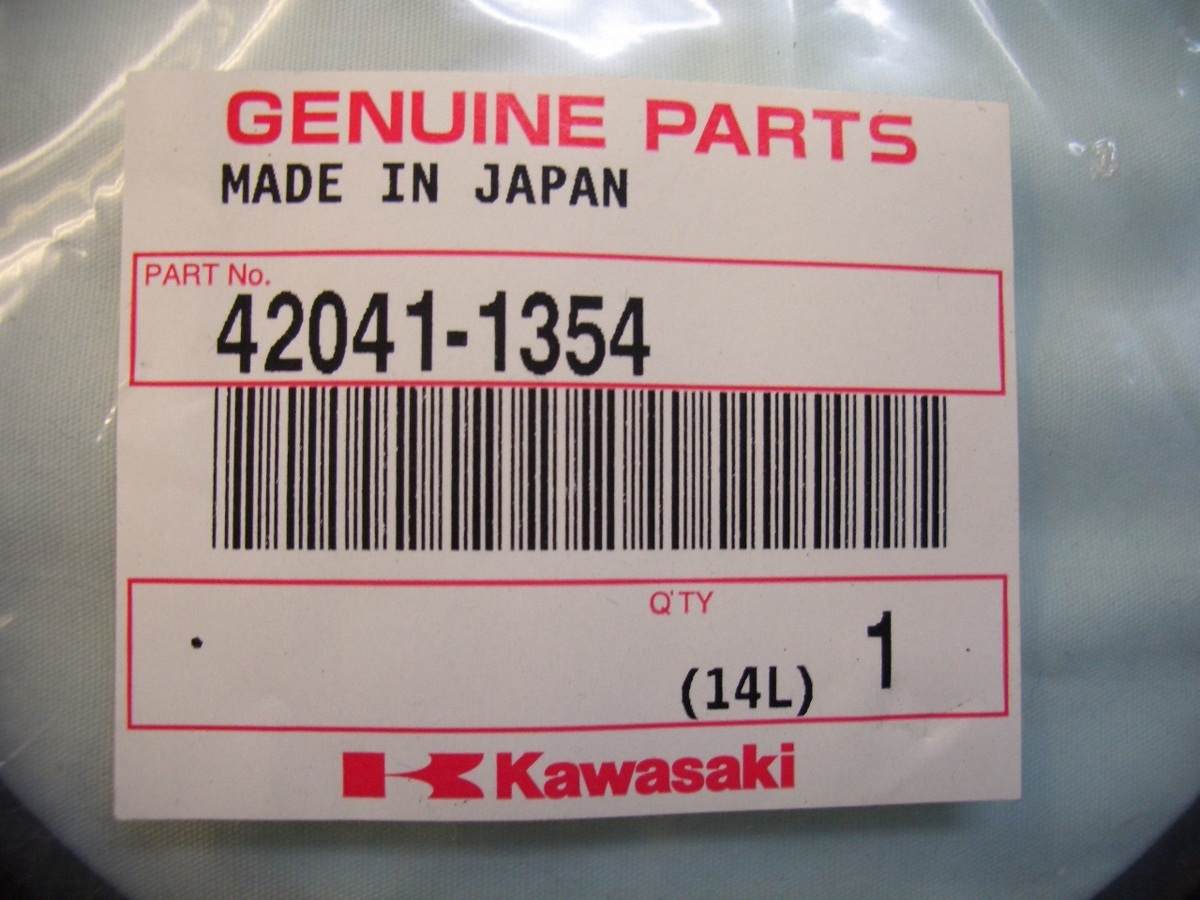 GENUINE PARTS
MADE IN JAPAN
PART No.
42041-1354
Q'TY
(14L) 1
Kawasaki